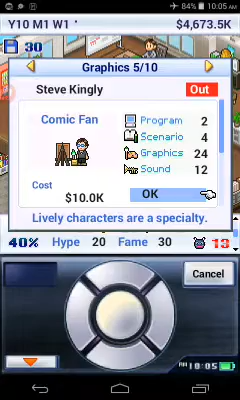 10:05 AM
Y10 M1 W1
$4,673.5K
30
Graphics 5/10
Steve Kingly
Out
Comic Fan
Program 2
Scenario 4
Graphics 24
Sound 12
Cost
$10.0K
OK
Lively characters are a specialty.
40% Hype 20 Fame 30 13
Cancel
10:05